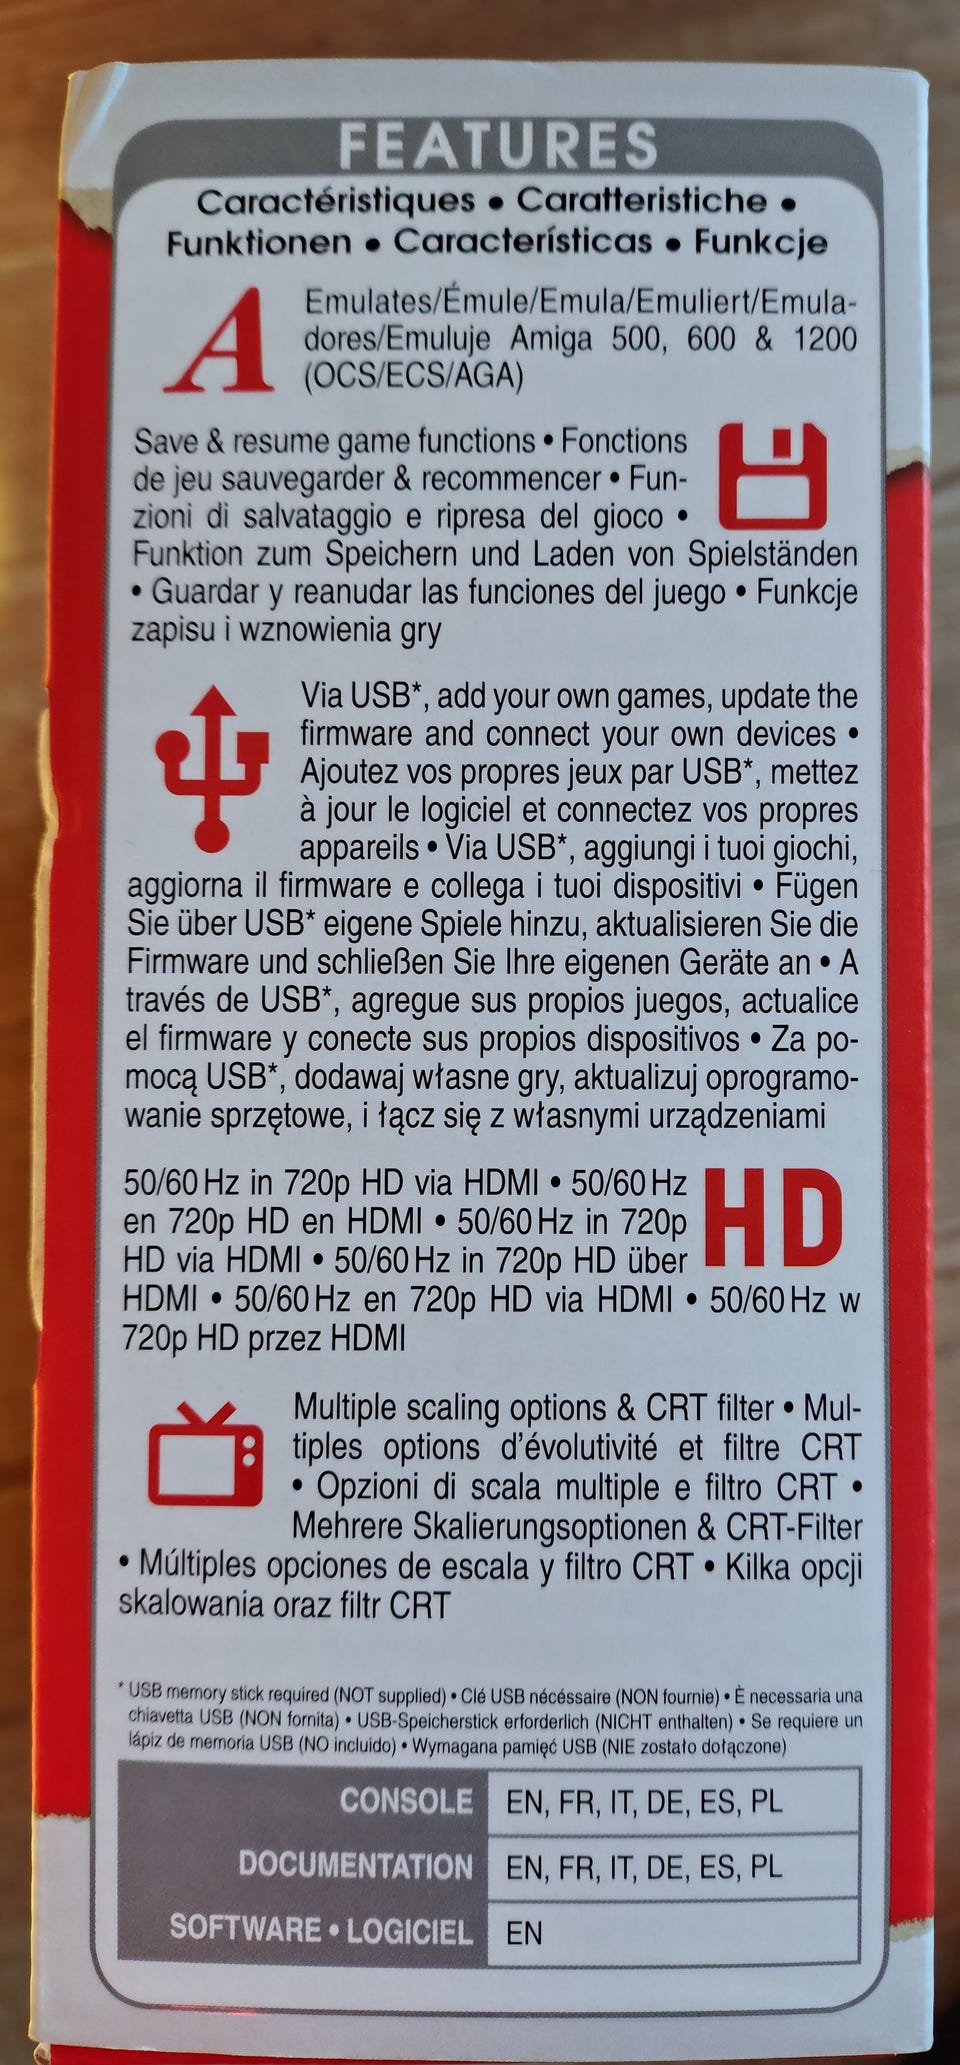 FEATURES
Caractéristiques • Caratteristiche •
Funktionen • Características • Funkcje
A
Emulates/Émule/Emula/Emuliert/Emula-
dores/Emuluje Amiga 500, 600 & 1200
(OCS/ECS/AGA)
Save & resume game functions • Fonctions
de jeu sauvegarder & recommencer • Fun-
zioni di salvataggio e ripresa del gioco •
Funktion zum Speichern und Laden von Spielständen
• Guardar y reanudar las funciones del juego • Funkcje
zapisu i wznowienia gry
Via USB*, add your own games, update the
firmware and connect your own devices •
Ajoutez vos propres jeux par USB*, mettez
à jour le logiciel et connectez vos propres
appareils • Via USB*, aggiungi i tuoi giochi,
aggiorna il firmware e collega i tuoi dispositivi • Fügen
Sie über USB* eigene Spiele hinzu, aktualisieren Sie die
Firmware und schließen Sie Ihre eigenen Geräte an • A
través de USB*, agregue sus propios juegos, actualice
el firmware y conecte sus propios dispositivos • Za po-
mocą USB*, dodawaj własne gry, aktualizuj oprogramo-
wanie sprzętowe, i łącz się z własnymi urządzeniami
50/60 Hz in 720p HD via HDMI • 50/60 Hz
en 720p HD en HDMI • 50/60 Hz in 720p
HD via HDMI • 50/60 Hz in 720p HD über
HDMI • 50/60 Hz en 720p HD via HDMI • 50/60 Hz w
720p HD przez HDMI
HD
Multiple scaling options & CRT filter • Mul-
tiples options d'évolutivité et filtre CRT
• Opzioni di scala multiple e filtro CRT •
Mehrere Skalierungsoptionen & CRT-Filter
• Múltiples opciones de escala y filtro CRT • Kilka opcji
skalowania oraz filtr CRT
* USB memory stick required (NOT supplied) • Clé USB nécéssaire (NON fournie) • È necessaria una
chiavetta USB (NON fornita) • USB-Speicherstick erforderlich (NICHT enthalten) • Se requiere un
lápiz de memoria USB (NO incluido) • Wymagana pamięć USB (NIE zostało dołączone)
CONSOLE EN, FR, IT, DE, ES, PL
DOCUMENTATION EN, FR, IT, DE, ES, PL
SOFTWARE • LOGICIEL EN